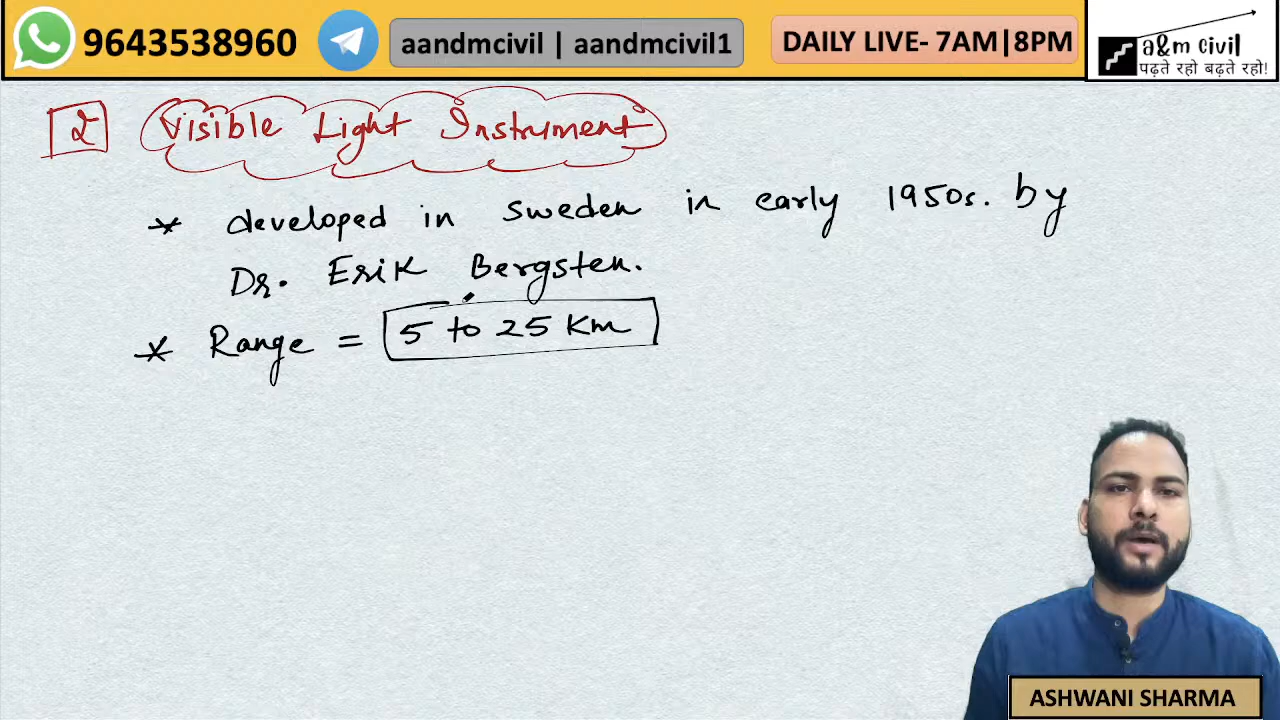 9643538960
aandmcivil | aandmcivil1
DAILY LIVE- 7AM|8PM
a&m civil
पढ़ते रहो बढ़ते रहो!
2 Visible Light Instrument
* developed in Sweden in early 1950s. by
Dr. Erik Bergsten.
* Range = 5 to 25 Km
ASHWANI SHARMA